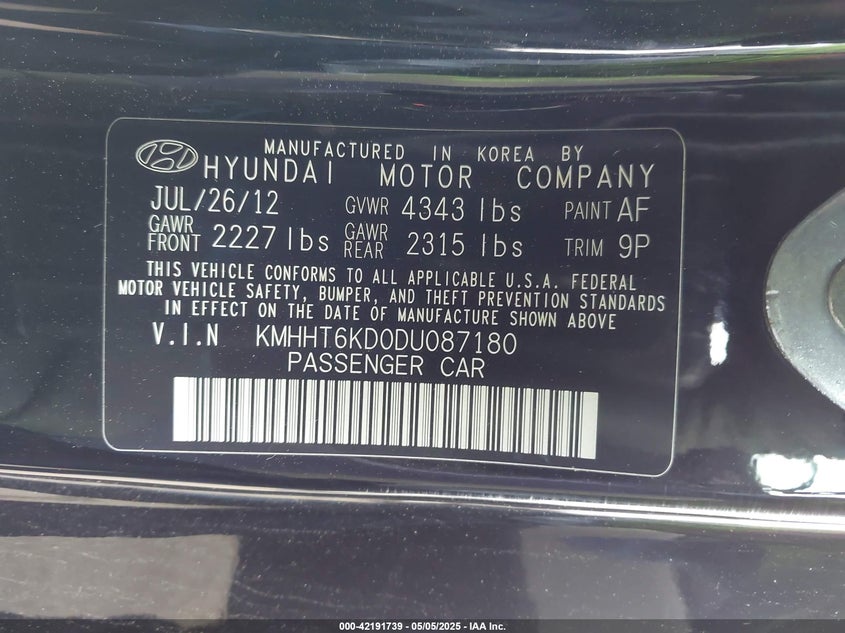 MANUFACTURED IN KOREA BY
HYUNDAI MOTOR COMPANY
JUL/26/12 GVWR 4343 lbs PAINT AF
GAWR FRONT 2227 lbs GAWR REAR 2315 lbs TRIM 9P
THIS VEHICLE CONFORMS TO ALL APPLICABLE U.S.A. FEDERAL
MOTOR VEHICLE SAFETY, BUMPER, AND THEFT PREVENTION STANDARDS
IN EFFECT ON THE DATE OF MANUFACTURE SHOWN ABOVE
V.I.N KMHHT6KD0DU087180
PASSENGER CAR
000-42191739 - 05/05/2025 - IAA Inc.